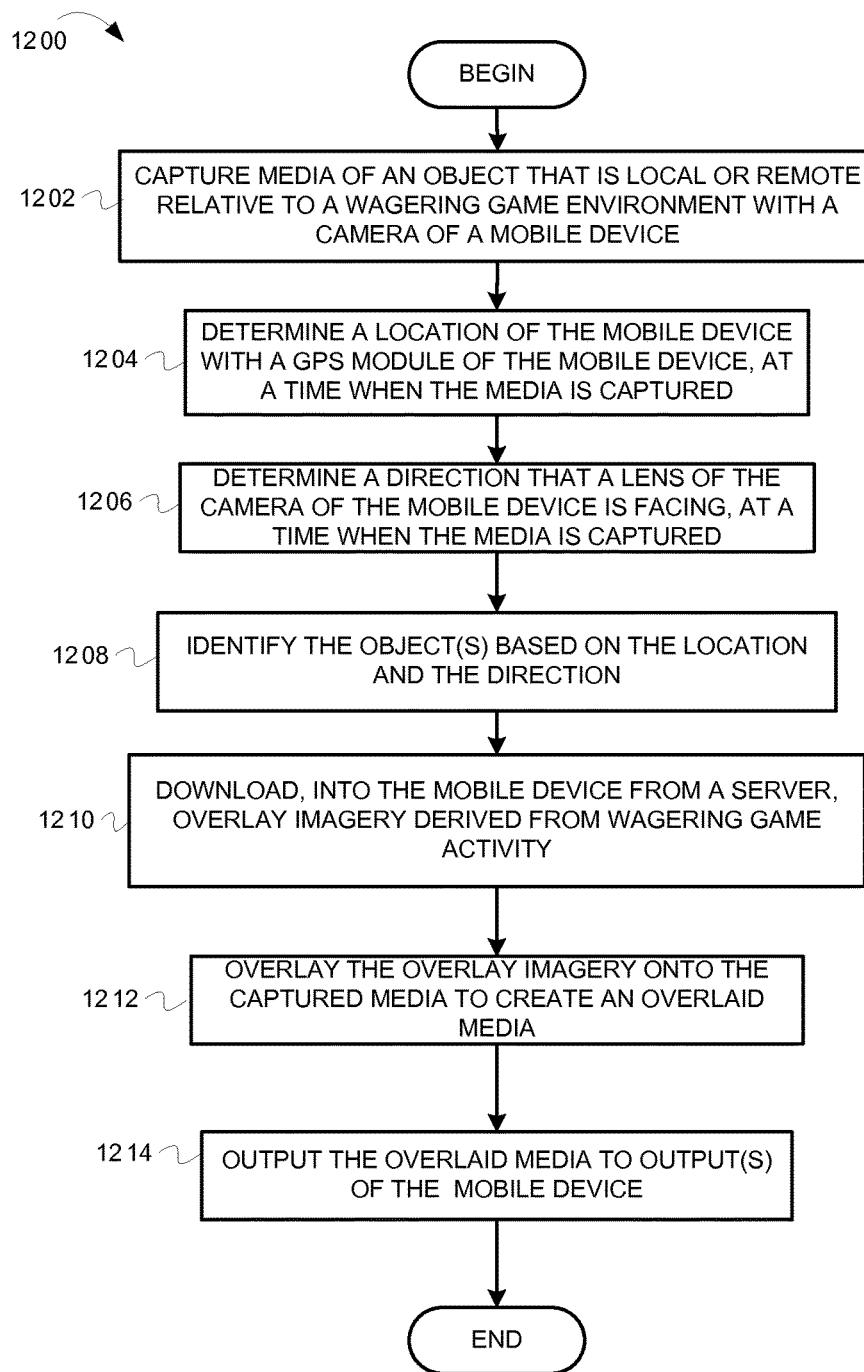 1200
BEGIN
1202
CAPTURE MEDIA OF AN OBJECT THAT IS LOCAL OR REMOTE
RELATIVE TO A WAGERING GAME ENVIRONMENT WITH A
CAMERA OF A MOBILE DEVICE
1204
DETERMINE A LOCATION OF THE MOBILE DEVICE
WITH A GPS MODULE OF THE MOBILE DEVICE, AT
A TIME WHEN THE MEDIA IS CAPTURED
1206
DETERMINE A DIRECTION THAT A LENS OF THE
CAMERA OF THE MOBILE DEVICE IS FACING, AT A
TIME WHEN THE MEDIA IS CAPTURED
1208
IDENTIFY THE OBJECT(S) BASED ON THE LOCATION
AND THE DIRECTION
1210
DOWNLOAD, INTO THE MOBILE DEVICE FROM A SERVER,
OVERLAY IMAGERY DERIVED FROM WAGERING GAME
ACTIVITY
1212
OVERLAY THE OVERLAY IMAGERY ONTO THE
CAPTURED MEDIA TO CREATE AN OVERLAID
MEDIA
1214
OUTPUT THE OVERLAID MEDIA TO OUTPUT(S)
OF THE MOBILE DEVICE
END